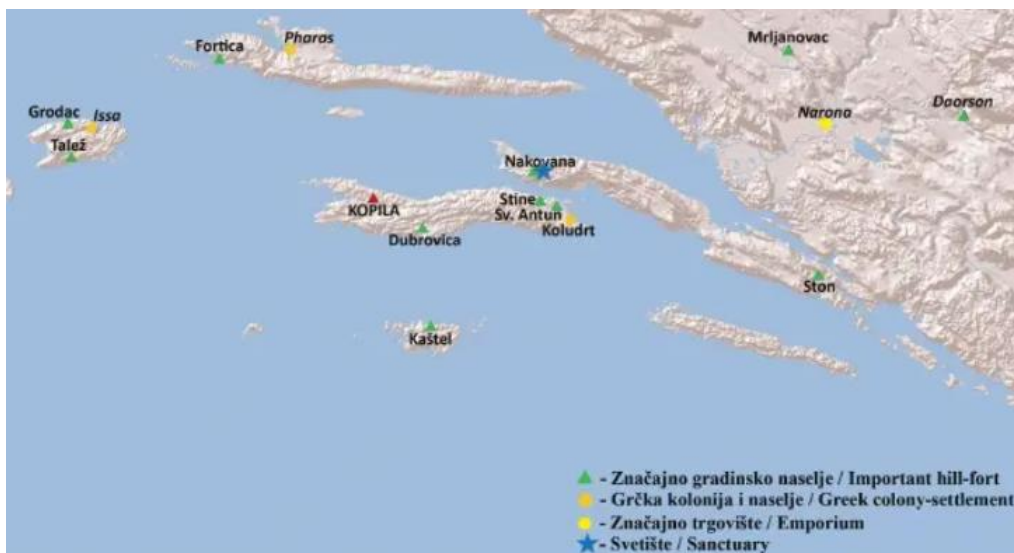 Fortica
Pharos
Mrljanovac
Grodac
Issa
Talež
Narona
Daorson
Nakovana
KOPILA
Stine
Sv. Antun
Koludrt
Dubrovica
Ston
Kaštel
- Značajno gradinsko naselje / Important hill-fort
- Grčka kolonija i naselje / Greek colony-settlement
- Značajno trgovište / Emporium
- Svetište / Sanctuary